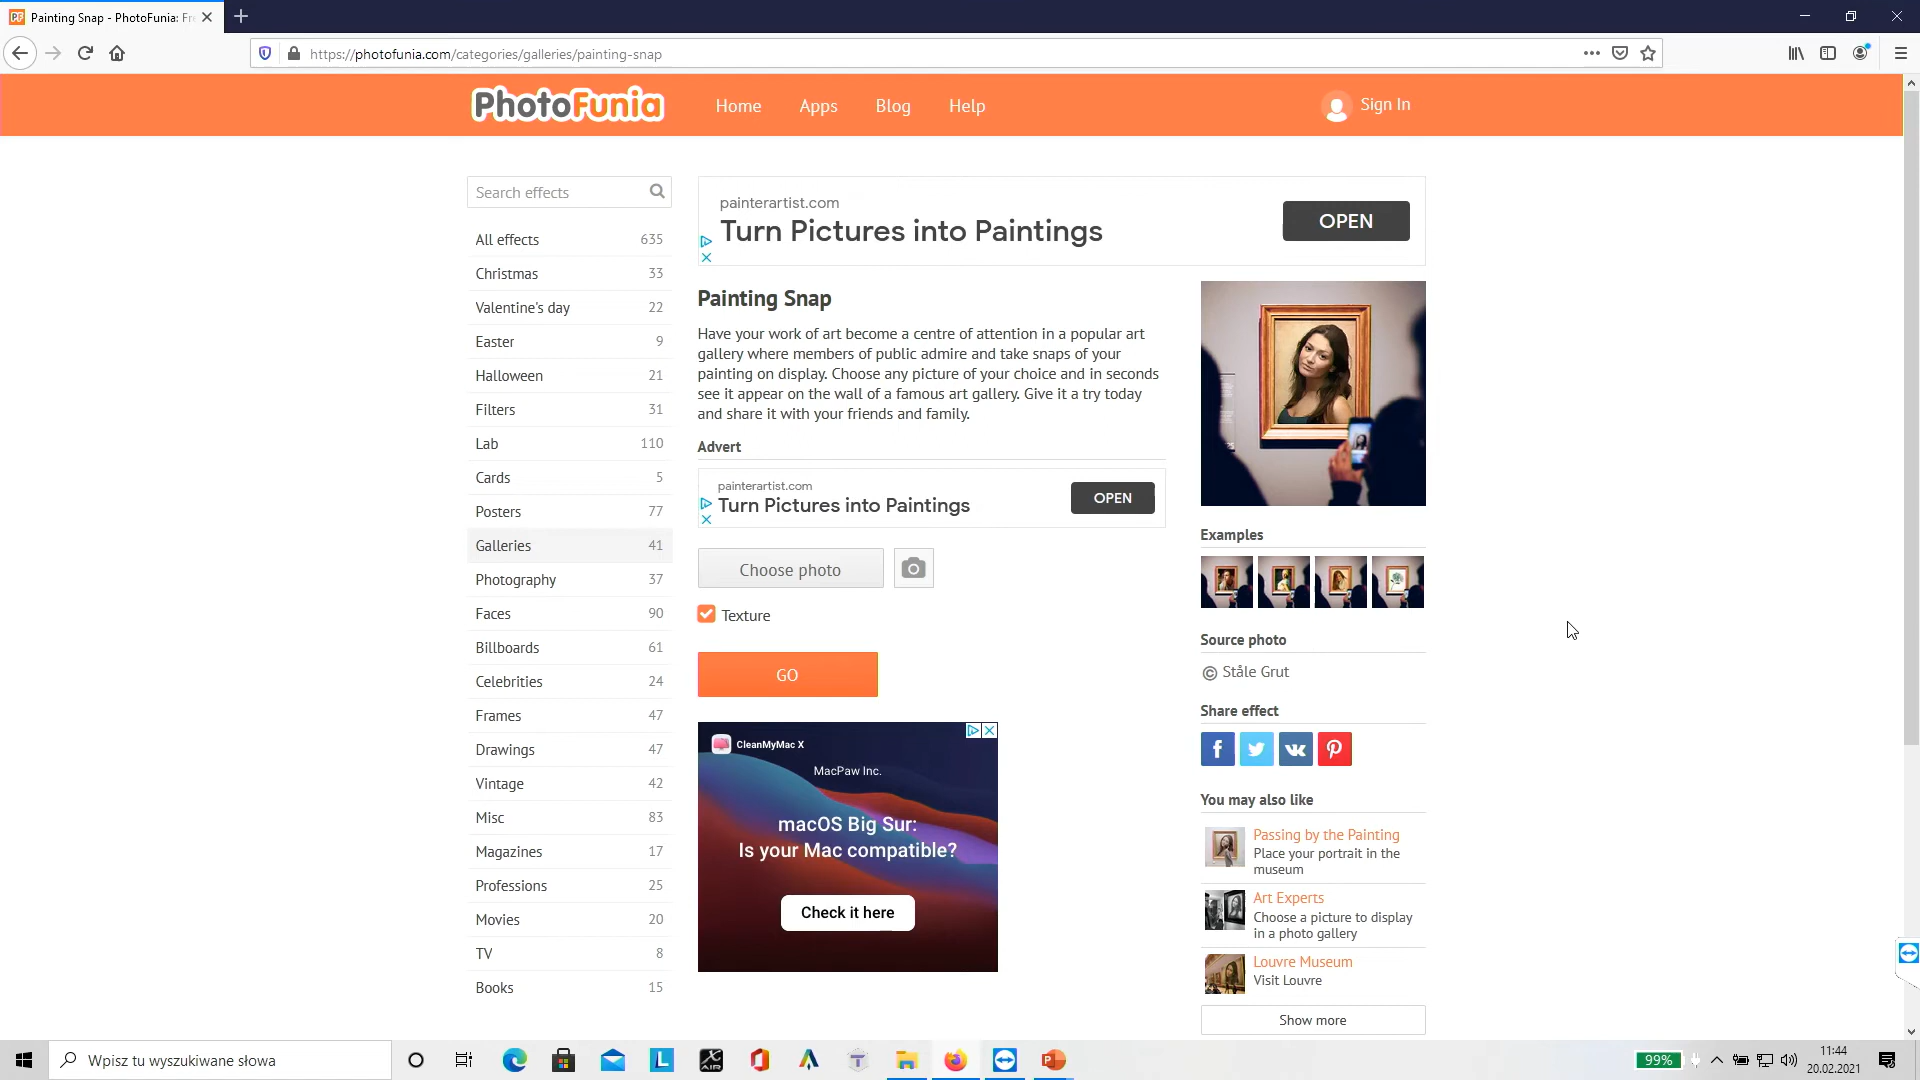 Painting Snap - PhotoFunia: Fr
https://photofunia.com/categories/galleries/painting-snap
PhotoFunia
Home
Apps
Blog
Help
Sign In
Search effects
All effects 635
Christmas 33
Valentine's day 22
Easter 9
Halloween 21
Filters 31
Lab 110
Cards 5
Posters 77
Galleries 41
Photography 37
Faces 90
Billboards 61
Celebrities 24
Frames 47
Drawings 47
Vintage 42
Misc 83
Magazines 17
Professions 25
Movies 20
TV 8
Books 15
painterartist.com
Turn Pictures into Paintings
OPEN
Painting Snap
Have your work of art become a centre of attention in a popular art
gallery where members of public admire and take snaps of your
painting on display. Choose any picture of your choice and in seconds
see it appear on the wall of a famous art gallery. Give it a try today
and share it with your friends and family.
Advert
painterartist.com
Turn Pictures into Paintings
OPEN
Choose photo
Texture
GO
CleanMyMac X
MacPaw Inc.
macOS Big Sur:
Is your Mac compatible?
Check it here
Examples
Source photo
© Ståle Grut
Share effect
You may also like
Passing by the Painting
Place your portrait in the
museum
Art Experts
Choose a picture to display
in a photo gallery
Louvre Museum
Visit Louvre
Show more
Wpisz tu wyszukiwane słowa
99%
11:44
20.02.2021